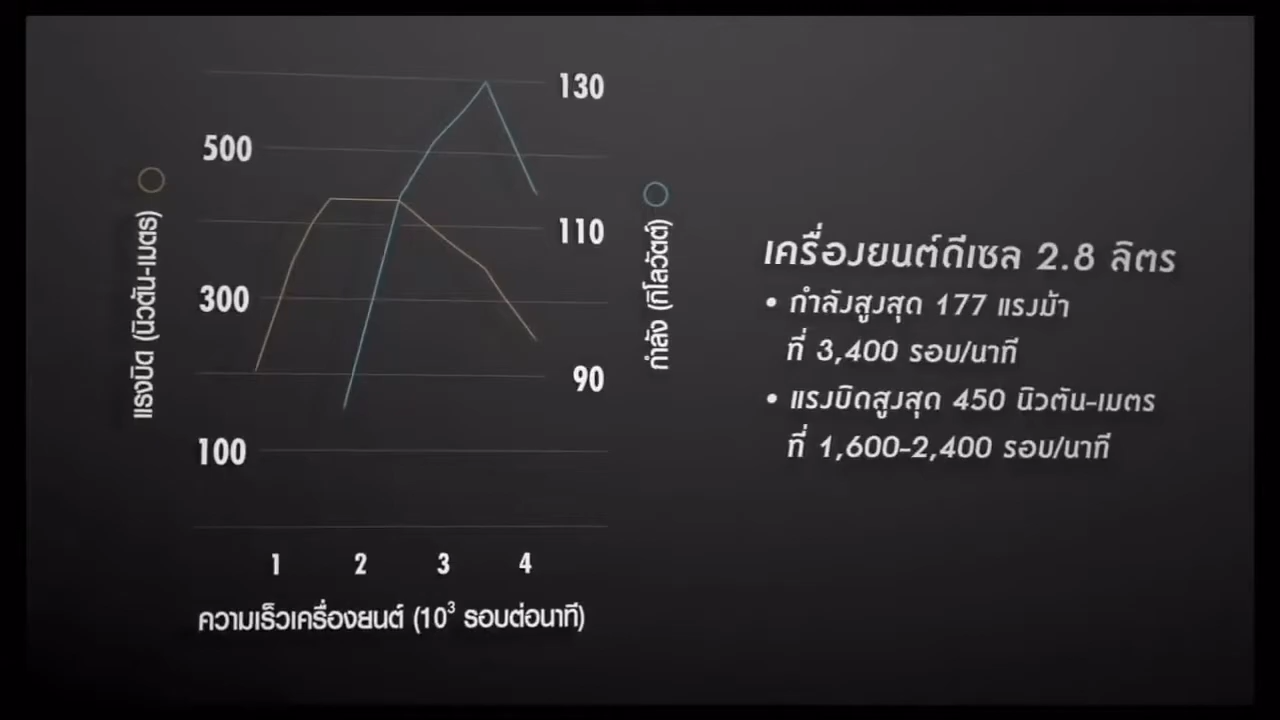 130
500
110
300
90
100
1 2 3 4
ความเร็วเครื่องยนต์ (10³ รอบต่อนาที)
แรงบิด (นิวตัน-เมตร)
กำลัง (กิโลวัตต์)
เครื่องยนต์ดีเซล 2.8 ลิตร
• กำลังสูงสุด 177 แรงม้า
ที่ 3,400 รอบ/นาที
• แรงบิดสูงสุด 450 นิวตัน-เมตร
ที่ 1,600-2,400 รอบ/นาที